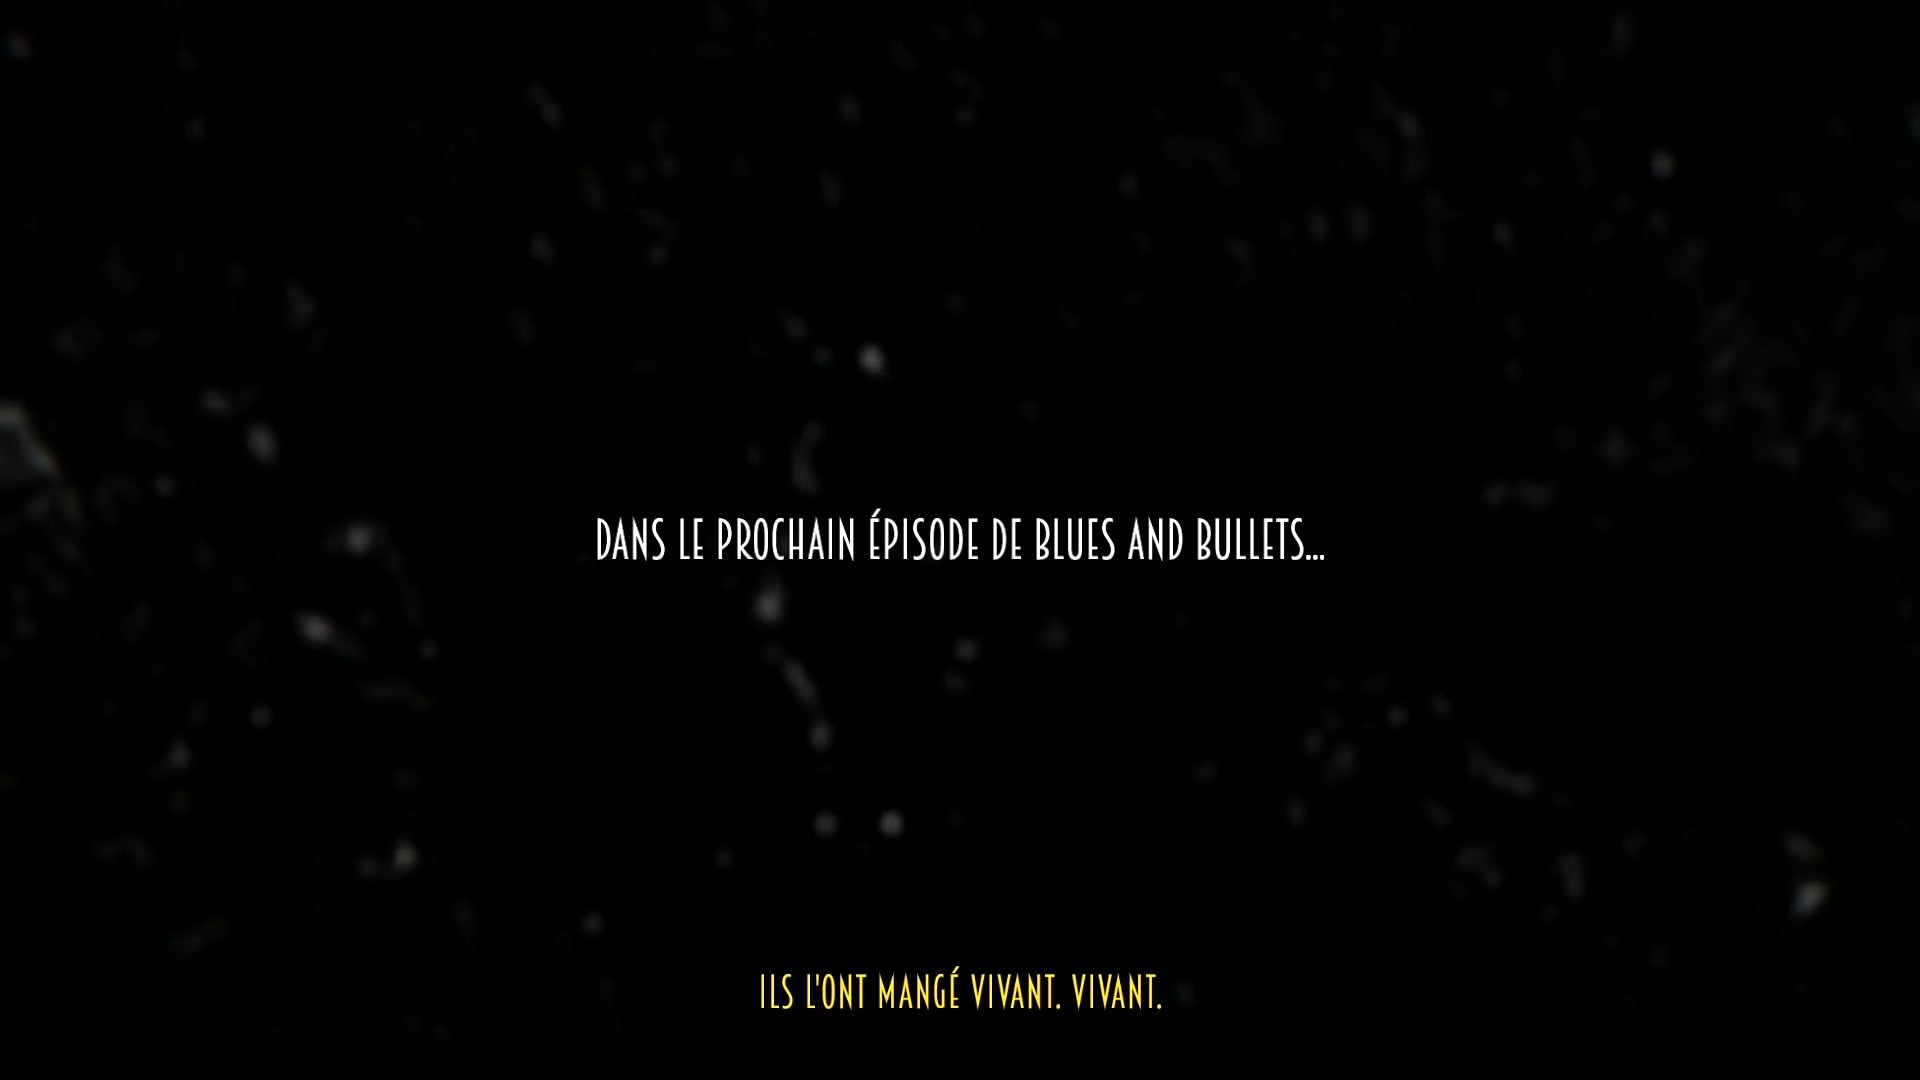 DANS LE PROCHAIN ÉPISODE DE BLUES AND BULLETS...
ILS L'ONT MANGÉ VIVANT. VIVANT.